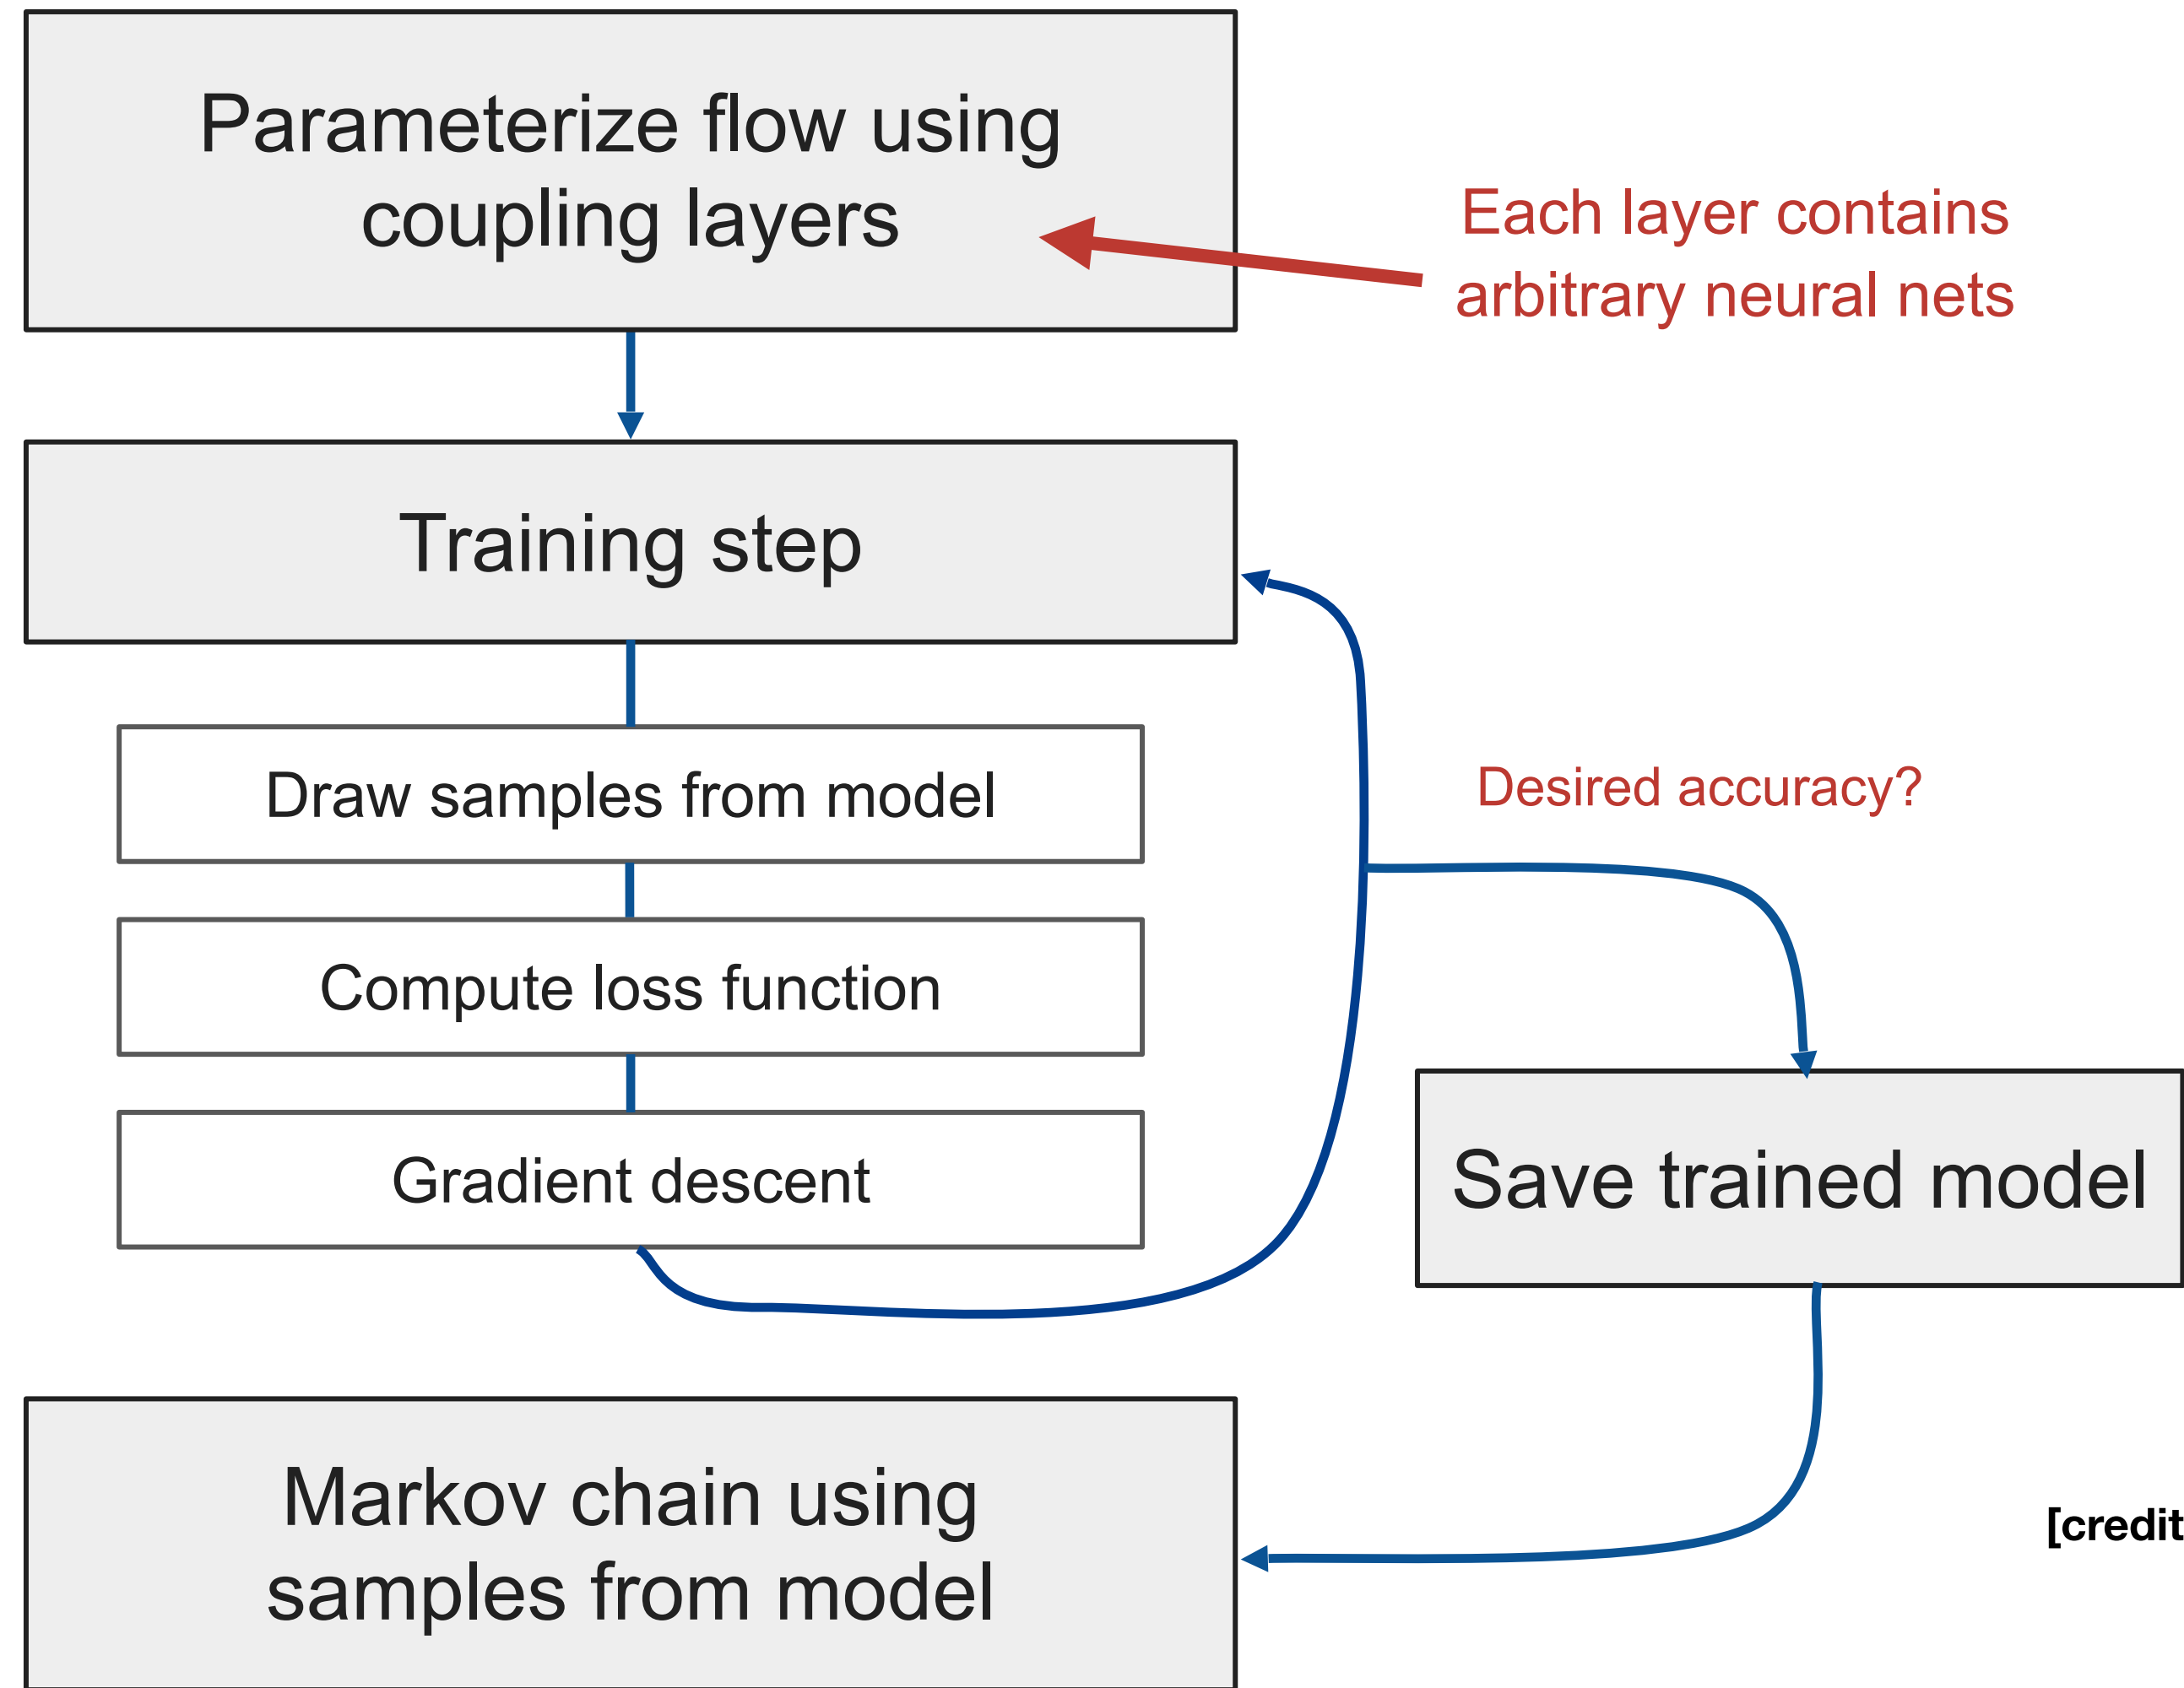 Parameterize flow using
coupling layers
Each layer contains
arbitrary neural nets
Training step
Draw samples from model
Desired accuracy?
Compute loss function
Gradient descent
Save trained model
Markov chain using
samples from model
[credit